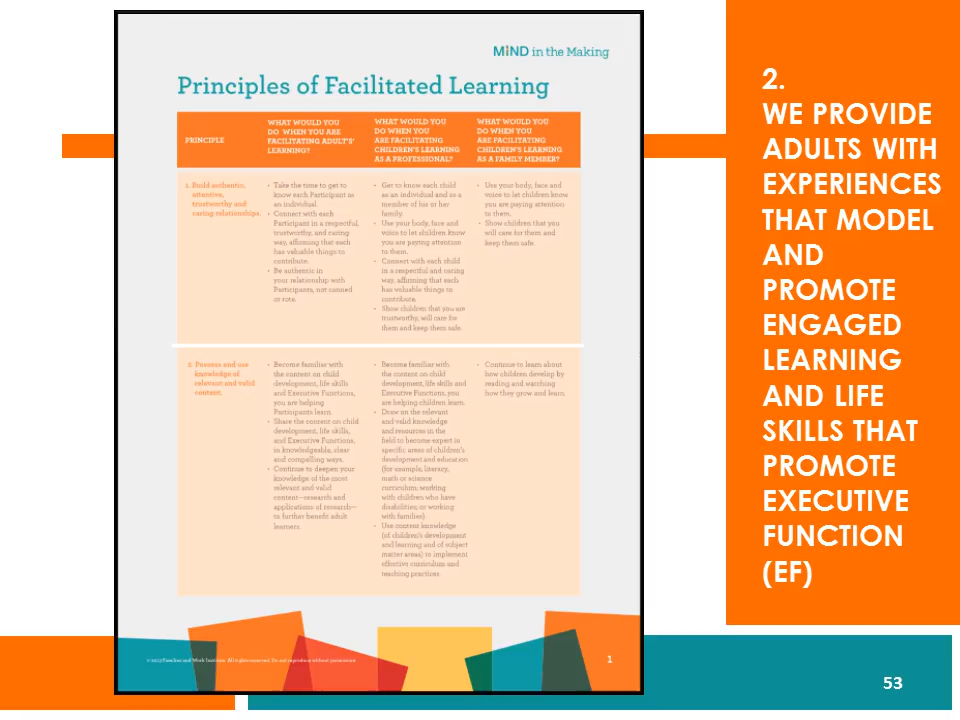 MiND in the Making
Principles of Facilitated Learning
PRINCIPLE
WHAT WOULD YOU
DO WHEN YOU ARE
FACILITATING ADULT'S'
LEARNING?
WHAT WOULD YOU
DO WHEN YOU
ARE FACILITATING
CHILDREN'S LEARNING
AS A PROFESSIONAL?
WHAT WOULD YOU
DO WHEN YOU
ARE FACILITATING
CHILDREN'S LEARNING
AS A FAMILY MEMBER?
1. Build authentic,
attentive,
trustworthy and
caring relationships.
• Take the time to get to
know each Participant as
an individual.
• Connect with each
Participant in a respectful,
trustworthy, and caring
way, affirming that each
has valuable things to
contribute.
• Be authentic in
your relationship with
Participants, not canned
or rote.
• Get to know each child
as an individual and as a
member of his or her
family.
• Use your body, face and
voice to let children know
you are paying attention
to them.
• Connect with each child
in a respectful and caring
way, affirming that each
has valuable things to
contribute.
• Show children that you are
trustworthy, will care for
them and keep them safe.
• Use your body, face and
voice to let children know
you are paying attention
to them.
• Show children that you
will care for them and
keep them safe.
2. Possess and use
knowledge of
relevant and valid
content.
• Become familiar with
the content on child
development, life skills
and Executive Functions,
you are helping
Participants learn.
• Share the content on child
development, life skills,
and Executive Functions,
in knowledgeable, clear
and compelling ways.
• Continue to deepen your
knowledge of the most
relevant and valid
content—research and
applications of research—
to further benefit adult
learners.
• Become familiar with
the content on child
development, life skills and
Executive Functions, you
are helping children learn.
• Draw on the relevant
and valid knowledge
and resources in the
field to become expert in
specific areas of children's
development and education
(for example, literacy,
math or science
curriculum; working
with children who have
disabilities; or working
with families).
• Use content knowledge
(of children's development
and learning and of subject
matter areas) to implement
effective curriculum and
teaching practices.
• Continue to learn about
how children develop by
reading and watching
how they grow and learn.
© 2013 Families and Work Institute. All rights reserved. Do not reproduce without permission.
1
2.
WE PROVIDE
ADULTS WITH
EXPERIENCES
THAT MODEL
AND
PROMOTE
ENGAGED
LEARNING
AND LIFE
SKILLS THAT
PROMOTE
EXECUTIVE
FUNCTION
(EF)
53